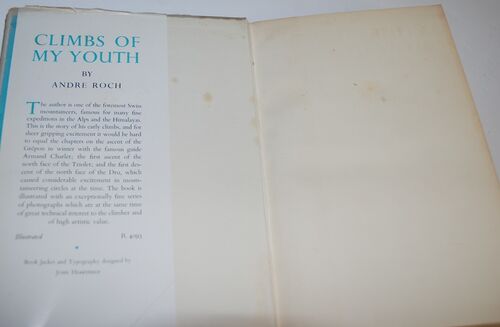 CLIMBS OF
MY YOUTH
BY
ANDRE ROCH
The author is one of the foremost Swiss
mountaineers, famous for many fine
expeditions in the Alps and the Himalayas.
This is the story of his early climbs, and for
sheer gripping excitement it would be hard
to equal the chapters on the ascent of the
Grépon in winter with the famous guide
Armand Charlet; the first ascent of the
north face of the Triolet; and the first des-
cent of the north face of the Dru, which
caused considerable excitement in moun-
taineering circles at the time. The book is
illustrated with an exceptionally fine series
of photographs which are at the same time
of great technical interest to the climber and
of high artistic value.
Illustrated
Book Jacket and Typography designed by